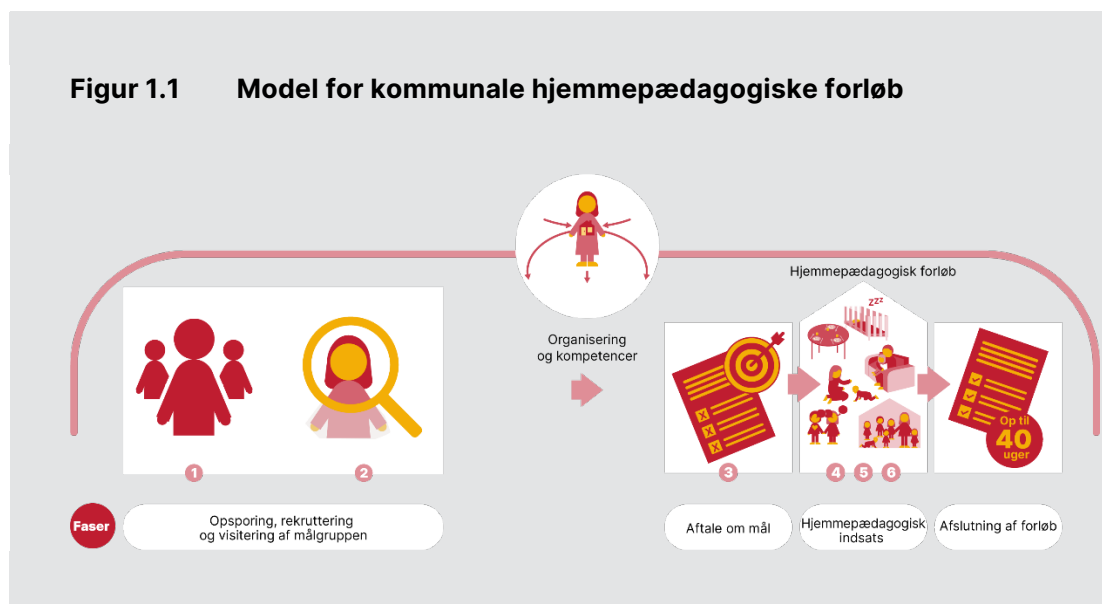 Figur 1.1 Model for kommunale hjemmepædagogiske forløb
Organisering
og kompetencer
Hjemmepædagogisk forløb
zzz
X
X
X
Op til
40
uger
1
2
3
4 5 6
Faser
Opsporing, rekruttering
og visitering af målgruppen
Aftale om mål
Hjemmepædagogisk
indsats
Afslutning af forløb